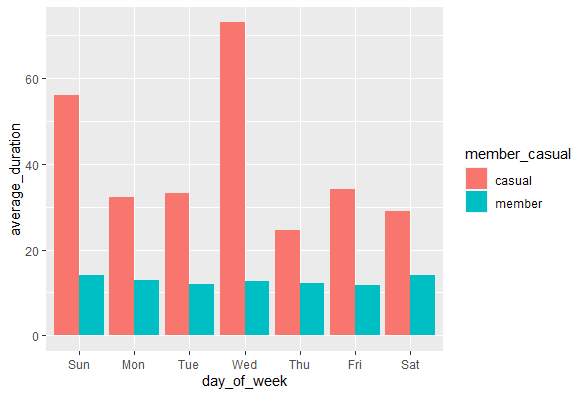 average_duration
60
40
20
0
Sun Mon Tue Wed Thu Fri Sat
day_of_week
member_casual
casual
member